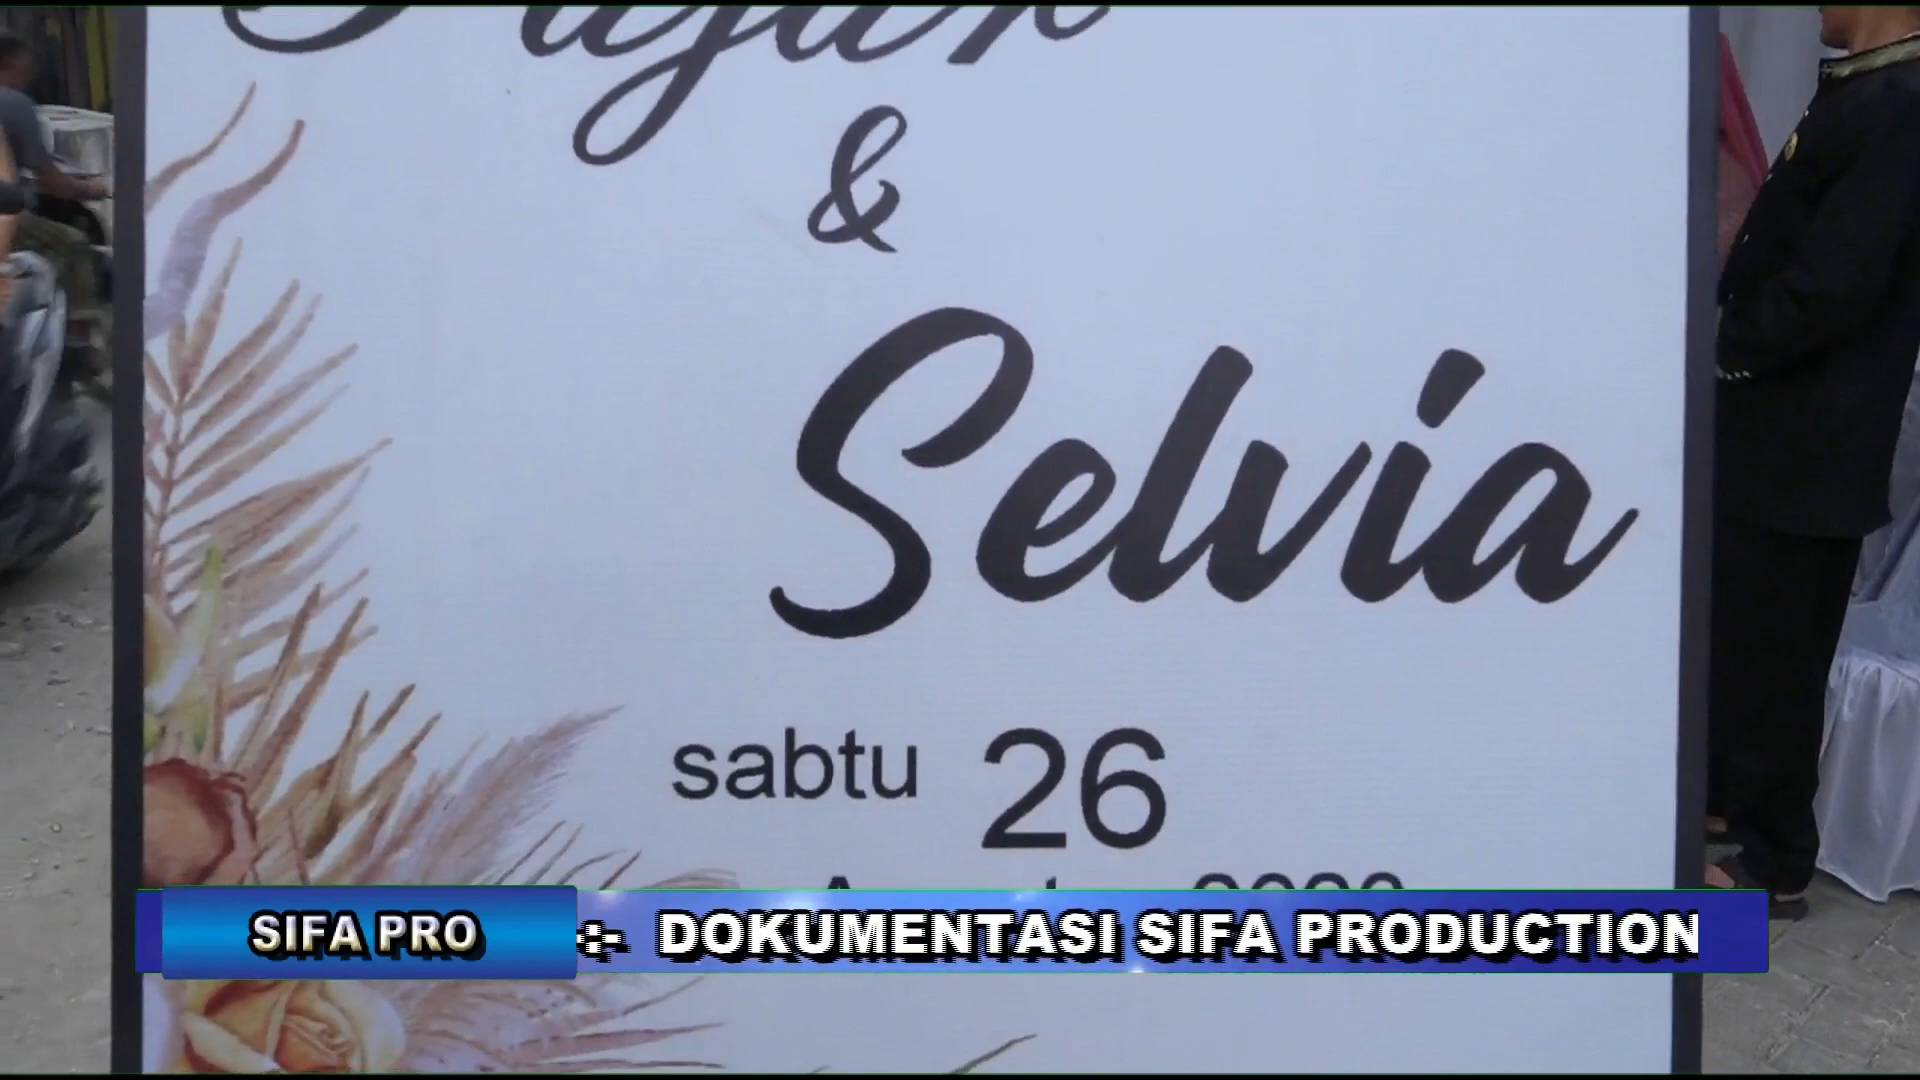 &
Selvia
sabtu 26
SIFA PRO -:- DOKUMENTASI SIFA PRODUCTION